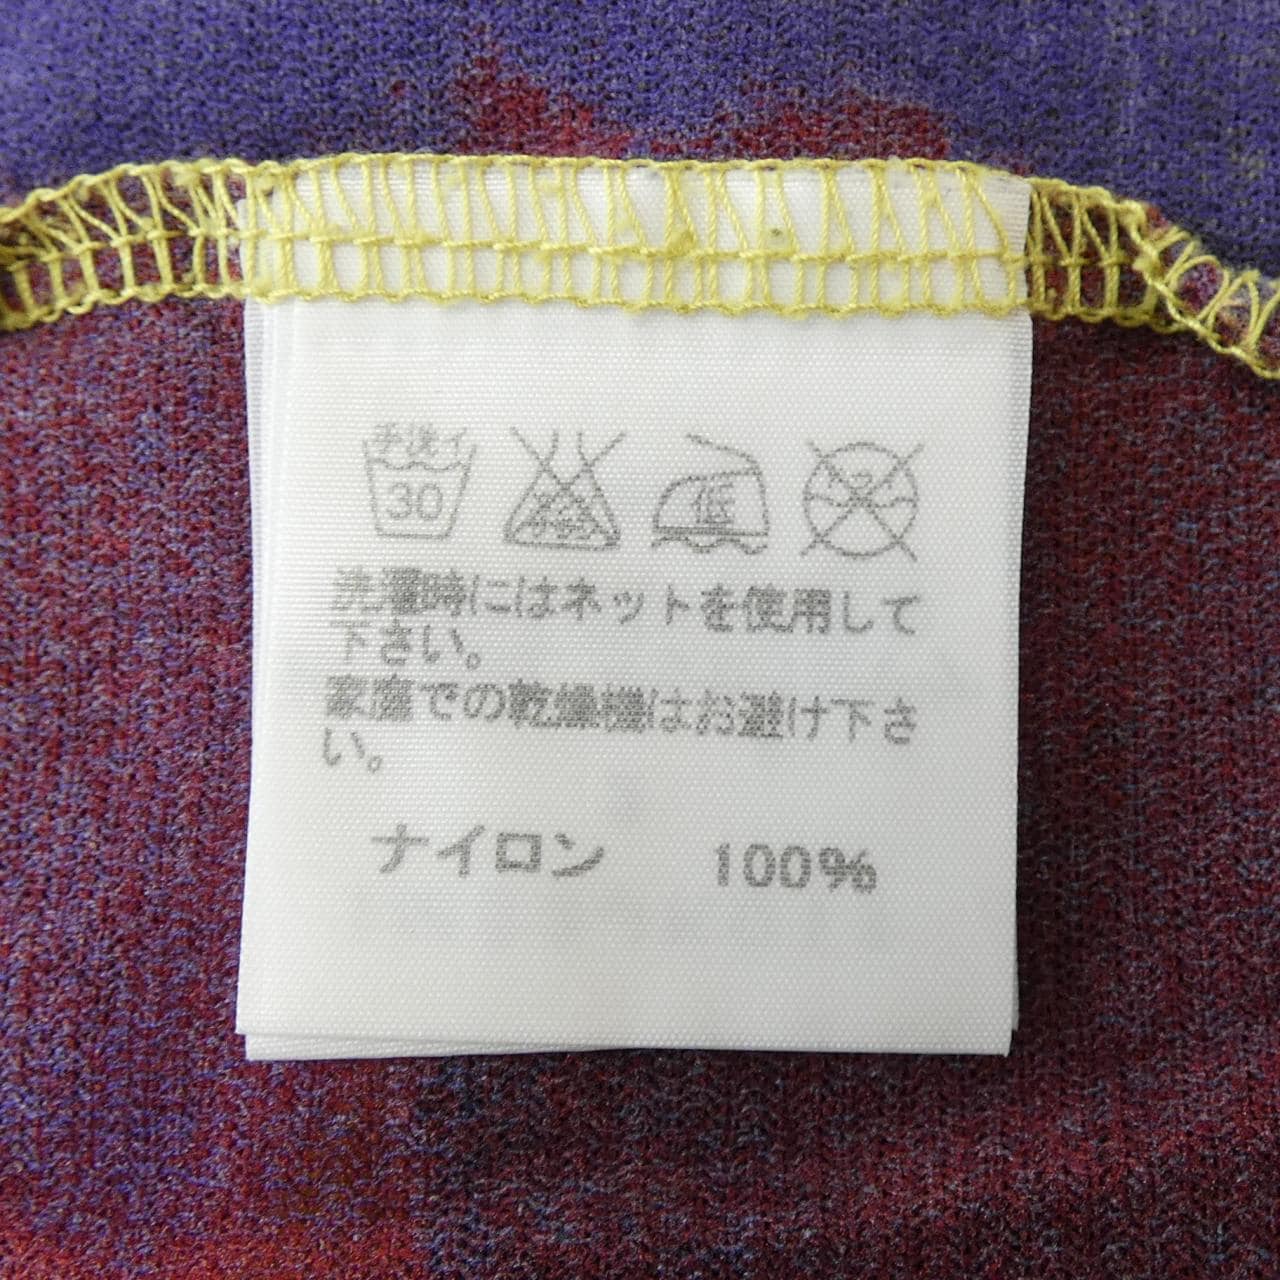 手洗イ
30
低
洗濯時にはネットを使用して
下さい。
家庭での乾燥機はお避け下さ
い。
ナイロン 100%